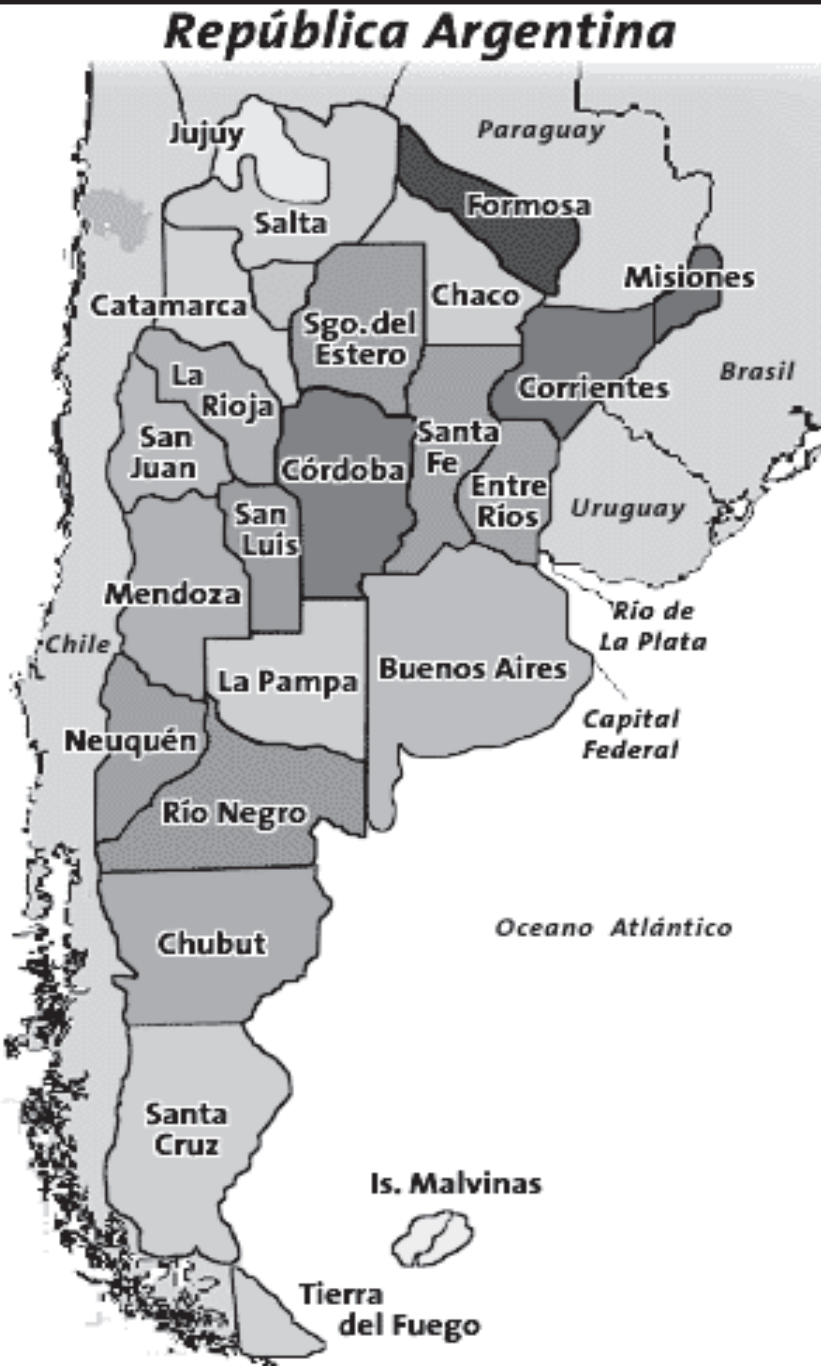 República Argentina
Jujuy
Paraguay
Formosa
Salta
Misiones
Catamarca
Chaco
Sgo. del
Estero
La
Rioja
Brasil
Corrientes
San
Juan
Córdoba
Santa
Fe
Entre
Ríos
San
Luis
Uruguay
Mendoza
Río de
La Plata
Chile
La Pampa
Buenos Aires
Capital
Federal
Neuquén
Río Negro
Oceano Atlántico
Chubut
Santa
Cruz
Is. Malvinas
Tierra
del Fuego